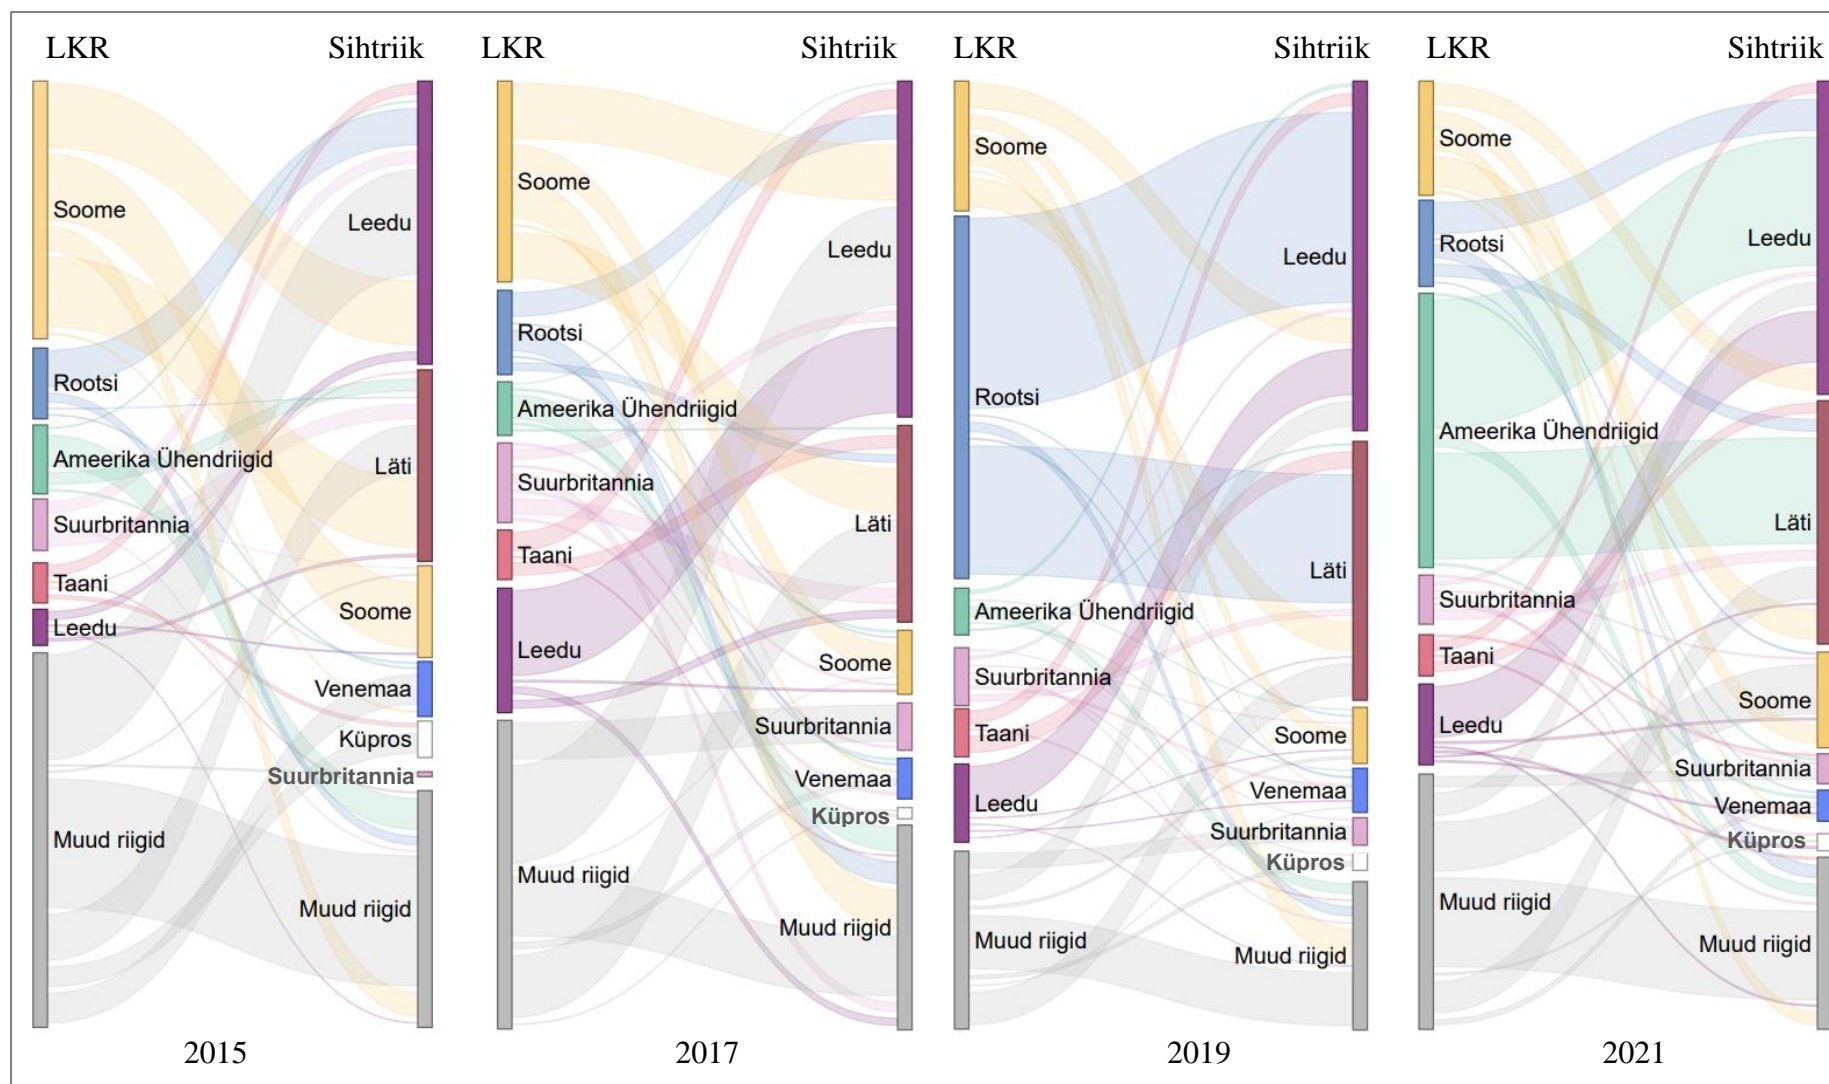 LKR Sihtriik LKR Sihtriik LKR Sihtriik LKR Sihtriik
Soome
Rootsi
Ameerika Ühendriigid
Suurbritannia
Taani
Leedu
Muud riigid
Leedu
Läti
Soome
Venemaa
Küpros
Suurbritannia
Muud riigid
2015
Soome
Rootsi
Ameerika Ühendriigid
Suurbritannia
Taani
Leedu
Muud riigid
Leedu
Läti
Soome
Suurbritannia
Venemaa
Küpros
Muud riigid
2017
Soome
Rootsi
Ameerika Ühendriigid
Suurbritannia
Taani
Leedu
Muud riigid
Leedu
Läti
Soome
Venemaa
Suurbritannia
Küpros
Muud riigid
2019
Soome
Rootsi
Ameerika Ühendriigid
Suurbritannia
Taani
Leedu
Muud riigid
Leedu
Läti
Soome
Suurbritannia
Venemaa
Küpros
Muud riigid
2021